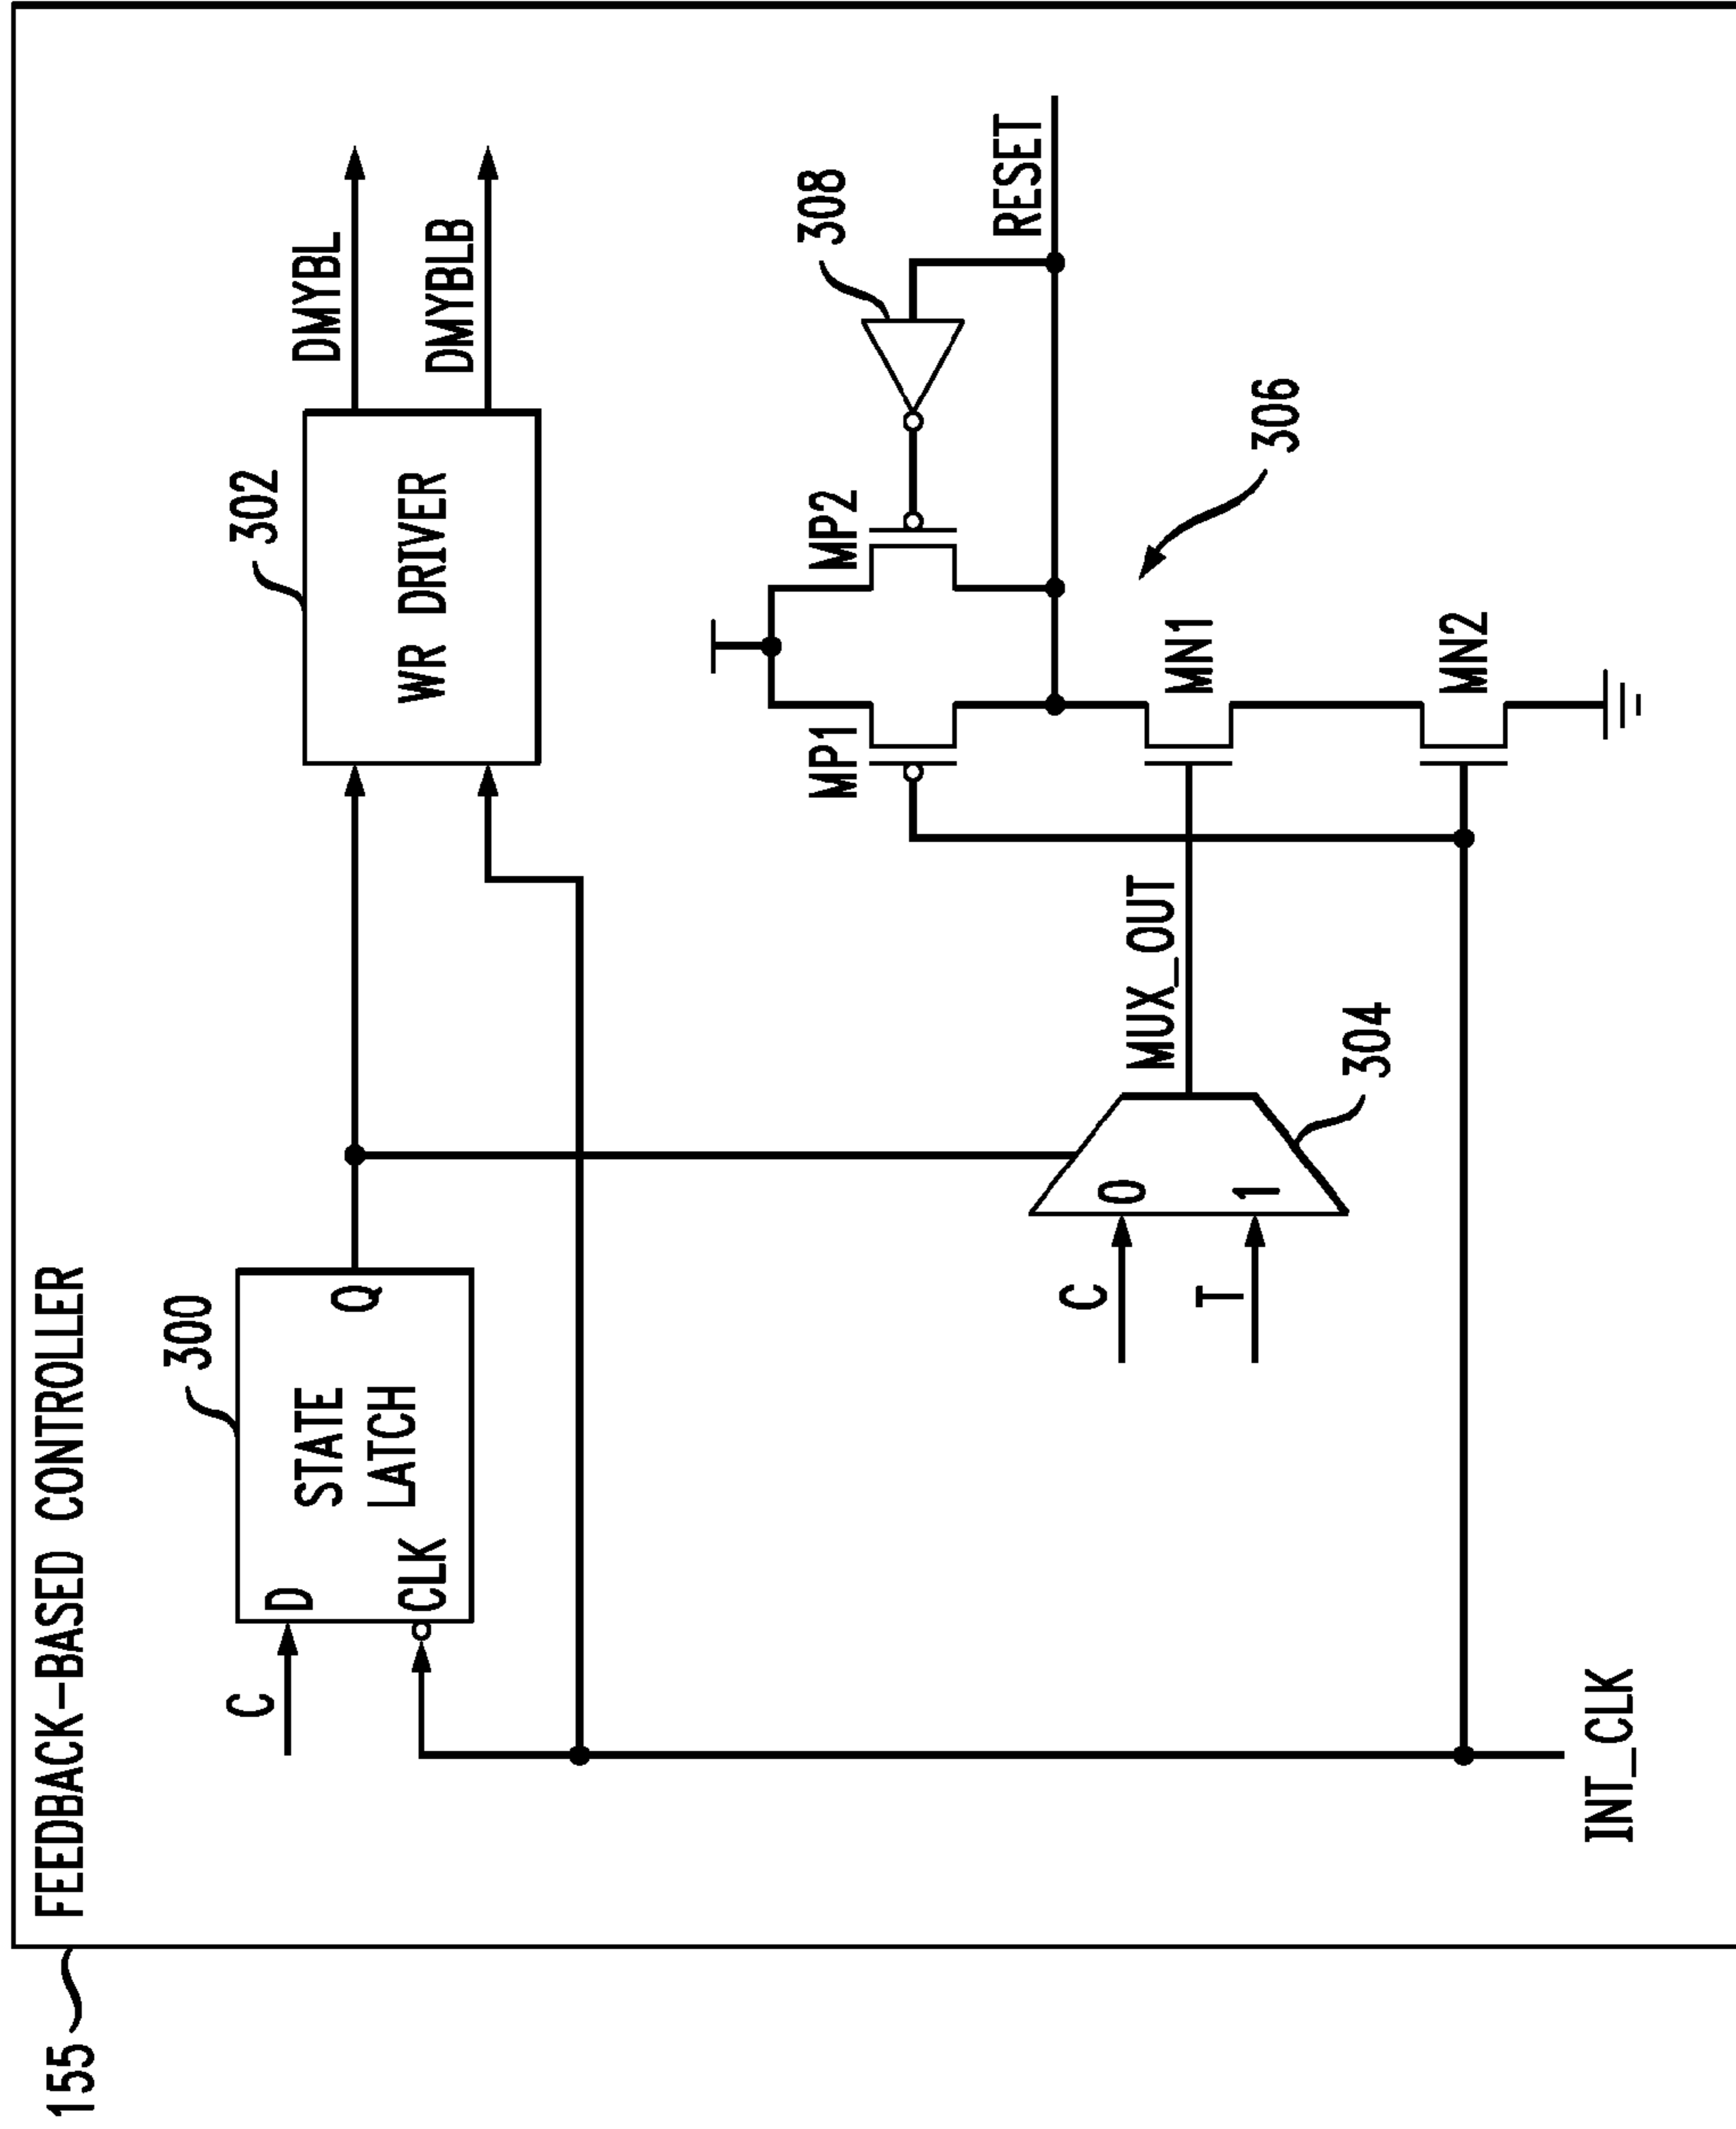 155
FEEDBACK-BASED CONTROLLER
300
C
D
STATE
LATCH
CLK
Q
302
WR DRIVER
DMYBL
DMYBLB
308
RESET
MP1
MP2
306
MUX_OUT
MN1
C
T
0
1
304
MN2
INT_CLK